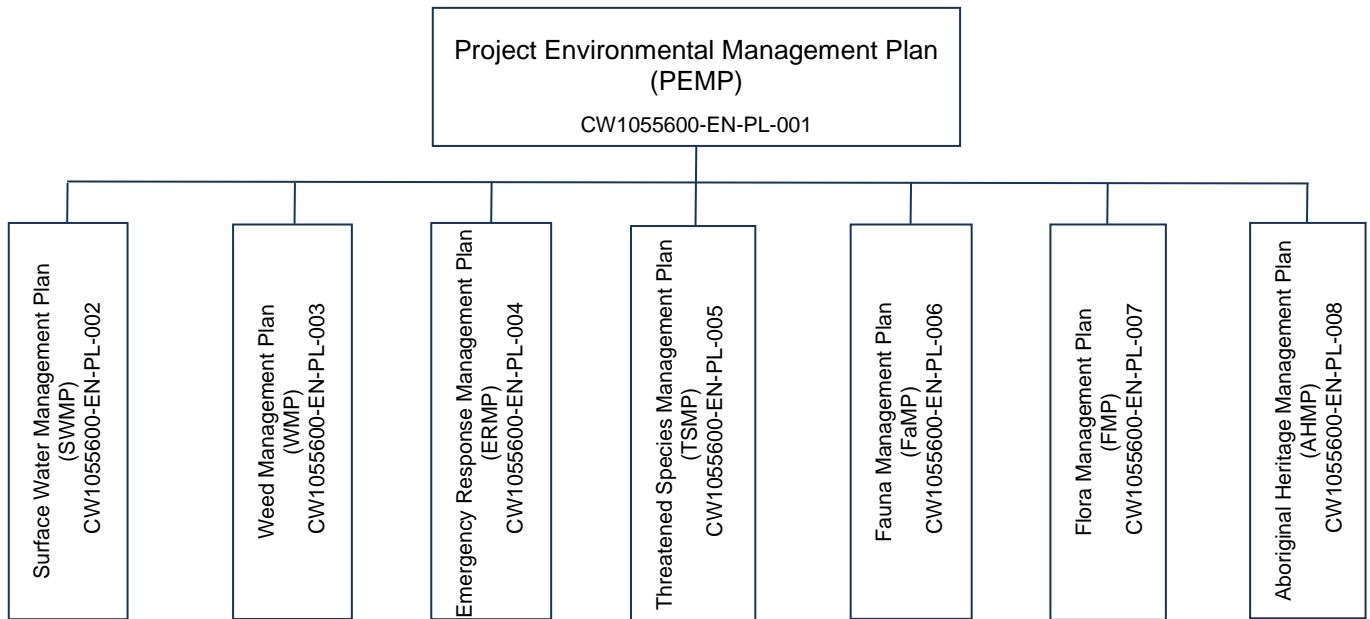 Project Environmental Management Plan
(PEMP)
CW1055600-EN-PL-001
Surface Water Management Plan
(SWMP)
CW1055600-EN-PL-002
Weed Management Plan
(WMP)
CW1055600-EN-PL-003
Emergency Response Management Plan
(ERMP)
CW1055600-EN-PL-004
Threatened Species Management Plan
(TSMP)
CW1055600-EN-PL-005
Fauna Management Plan
(FaMP)
CW1055600-EN-PL-006
Flora Management Plan
(FMP)
CW1055600-EN-PL-007
Aboriginal Heritage Management Plan
(AHMP)
CW1055600-EN-PL-008